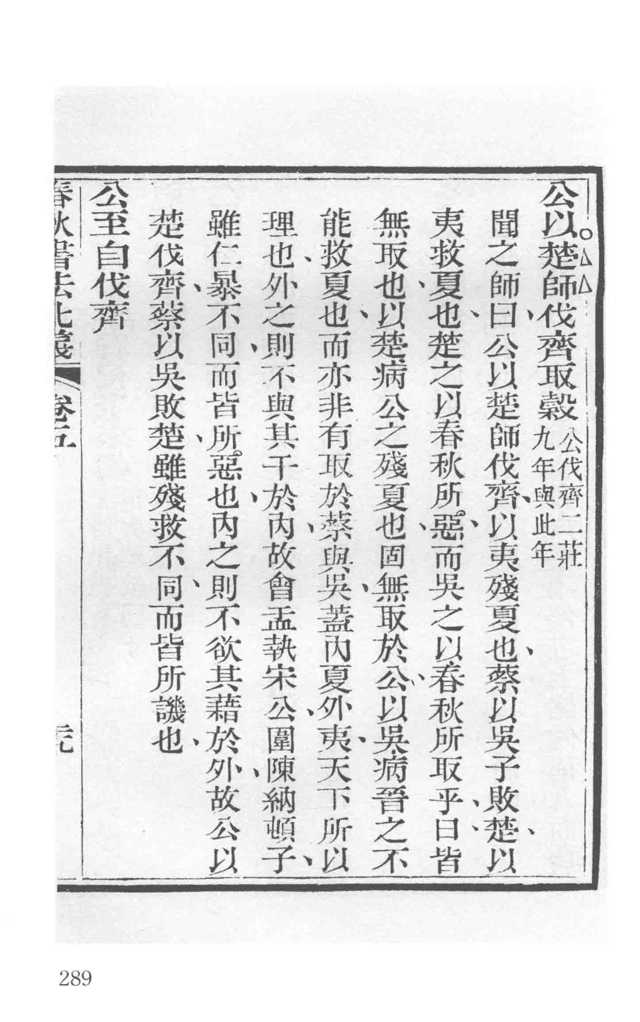 公以楚師伐齊取穀 公伐齊二莊
九年與此年
聞之師曰公以楚師伐齊以夷殘夏也蔡以吳子敗楚以
夷救夏也楚之以春秋所惡而吳之以春秋所取乎曰皆
無取也以楚病公之殘夏也固無取於公以吳病晉之不
能救夏也而亦非有取於蔡與吳蓋內夏外夷天下所以
理也外之則不與其干於內故會盂執宋公圍陳納頓子
雖仁暴不同而皆所惡也內之則不欲其藉於外故公以
楚伐齊蔡以吳敗楚雖殘救不同而皆所譏也
公至自伐齊
春秋書法比義 卷五 元
289